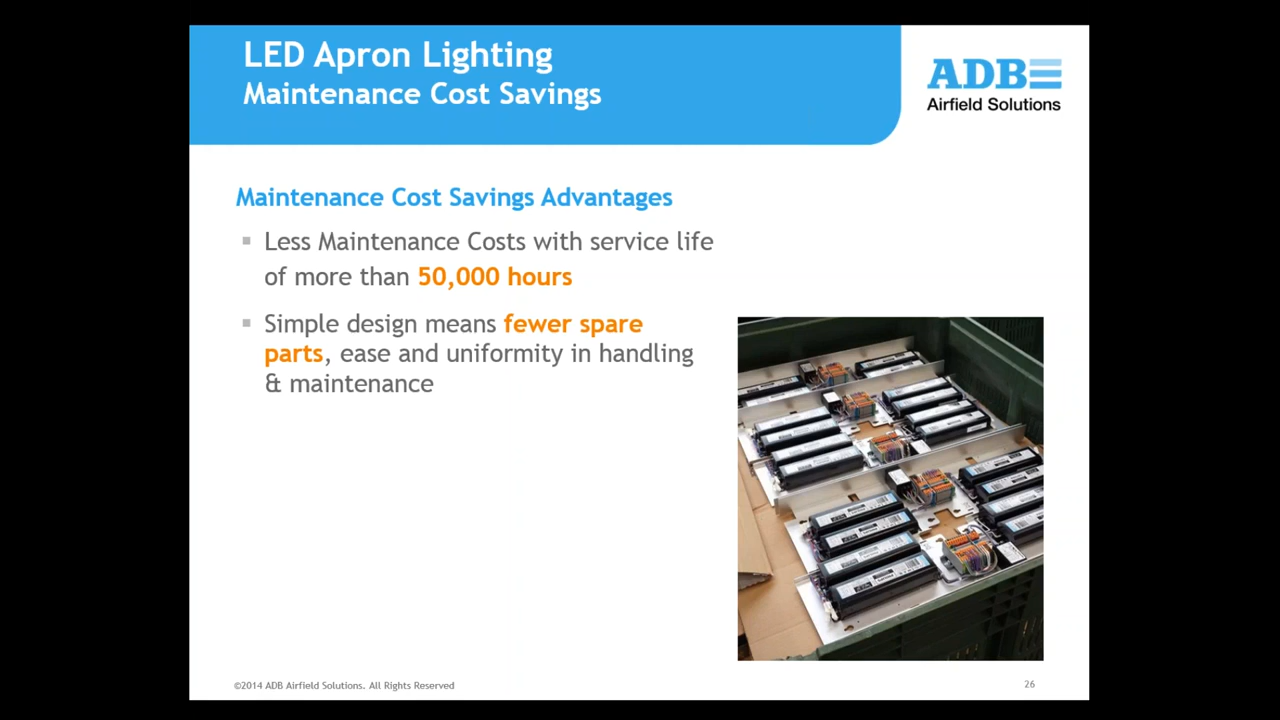 LED Apron Lighting
Maintenance Cost Savings
ADB
Airfield Solutions
Maintenance Cost Savings Advantages
Less Maintenance Costs with service life
of more than 50,000 hours
Simple design means fewer spare
parts, ease and uniformity in handling
& maintenance
©2014 ADB Airfield Solutions. All Rights Reserved
26